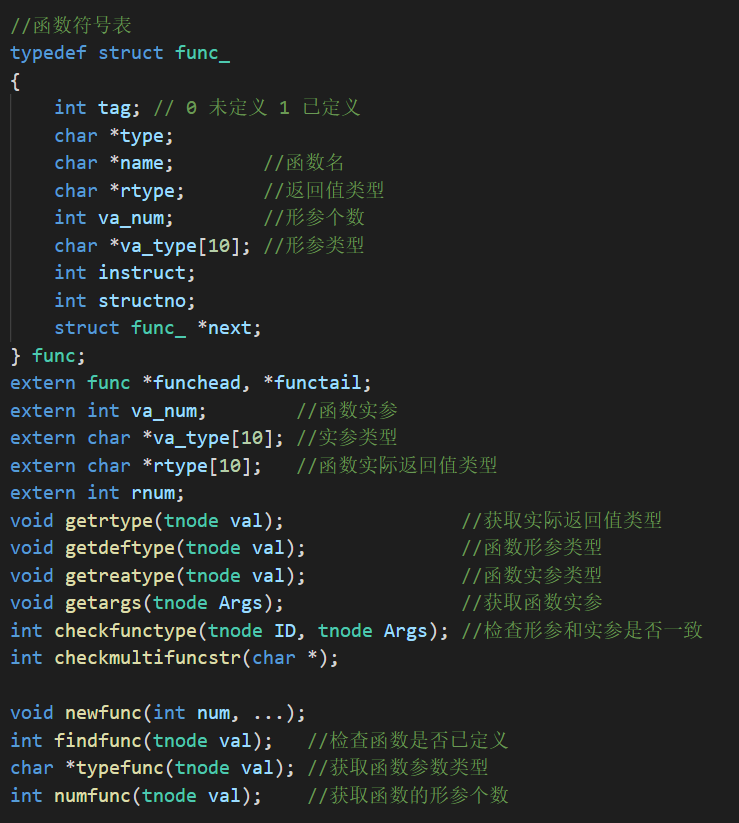 //函数符号表
typedef struct func_
{
    int tag; // 0 未定义 1 已定义
    char *type;
    char *name;        //函数名
    char *rtype;       //返回值类型
    int va_num;        //形参个数
    char *va_type[10]; //形参类型
    int instruct;
    int structno;
    struct func_ *next;
} func;
extern func *funchead, *functail;
extern int va_num;        //函数实参
extern char *va_type[10]; //实参类型
extern char *rtype[10];   //函数实际返回值类型
extern int rnum;
void getrtype(tnode val);                //获取实际返回值类型
void getdeftype(tnode val);              //函数形参类型
void getreatype(tnode val);              //函数实参类型
void getargs(tnode Args);                //获取函数实参
int checkfunctype(tnode ID, tnode Args); //检查形参和实参是否一致
int checkmultifuncstr(char *);

void newfunc(int num, ...);
int findfunc(tnode val);   //检查函数是否已定义
char *typefunc(tnode val); //获取函数参数类型
int numfunc(tnode val);    //获取函数的形参个数